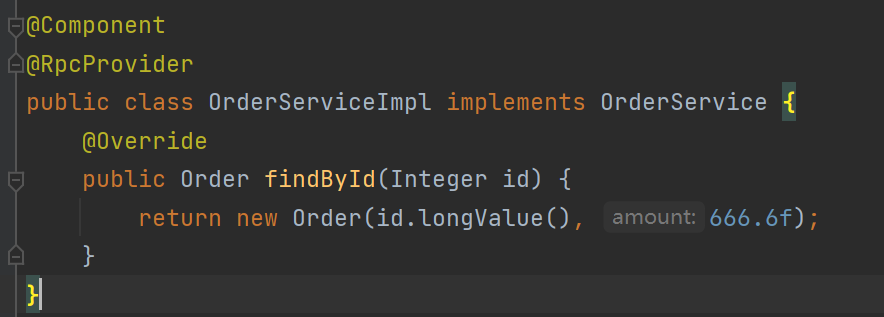 @Component
@RpcProvider
public class OrderServiceImpl implements OrderService {
@Override
public Order findById(Integer id) {
return new Order(id.longValue(), amount: 666.6f);
}
}